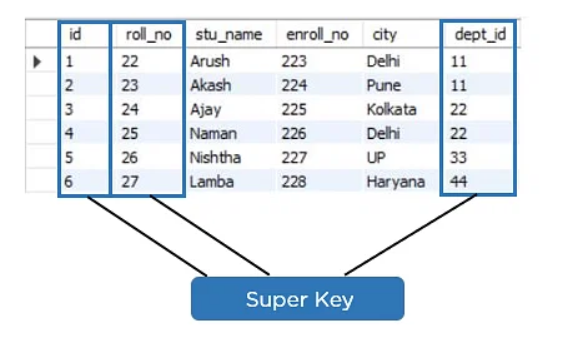 id roll_no stu_name enroll_no city dept_id
1 22 Arush 223 Delhi 11
2 23 Akash 224 Pune 11
3 24 Ajay 225 Kolkata 22
4 25 Naman 226 Delhi 22
5 26 Nishtha 227 UP 33
6 27 Lamba 228 Haryana 44
Super Key